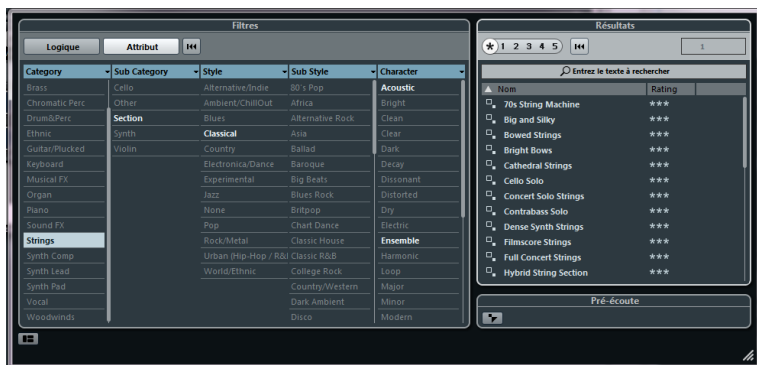 Filtres
Logique Attribut
Category Sub Category Style Sub Style Character
Brass Cello Alternative/Indie 80's Pop Acoustic
Chromatic Perc Other Ambient/ChillOut Africa Bright
Drum&Perc Section Blues Alternative Rock Clean
Ethnic Synth Classical Asia Clear
Guitar/Plucked Violin Country Ballad Dark
Keyboard Electronica/Dance Baroque Decay
Musical FX Experimental Big Beats Dissonant
Organ Jazz Blues Rock Distorted
Piano None Britpop Dry
Sound FX Pop Chart Dance Electric
Strings Rock/Metal Classic House Ensemble
Synth Comp Urban (Hip-Hop / R&I Classic R&B Harmonic
Synth Lead World/Ethnic College Rock Loop
Synth Pad Country/Western Major
Vocal Dark Ambient Minor
Woodwinds Disco Modern
Résultats
* 1 2 3 4 5 1
Entrez le texte à rechercher
Nom Rating
70s String Machine ***
Big and Silky ***
Bowed Strings ***
Bright Bows ***
Cathedral Strings ***
Cello Solo ***
Concert Solo Strings ***
Contrabass Solo ***
Dense Synth Strings ***
Filmscore Strings ***
Full Concert Strings ***
Hybrid String Section ***
Pré-écoute